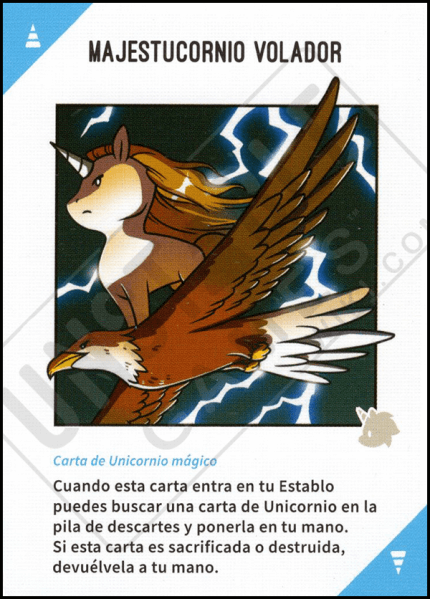 MAJESTUCORNIO VOLADOR
Carta de Unicornio mágico
Cuando esta carta entra en tu Establo
puedes buscar una carta de Unicornio en la
pila de descartes y ponerla en tu mano.
Si esta carta es sacrificada o destruida,
devuélvela a tu mano.